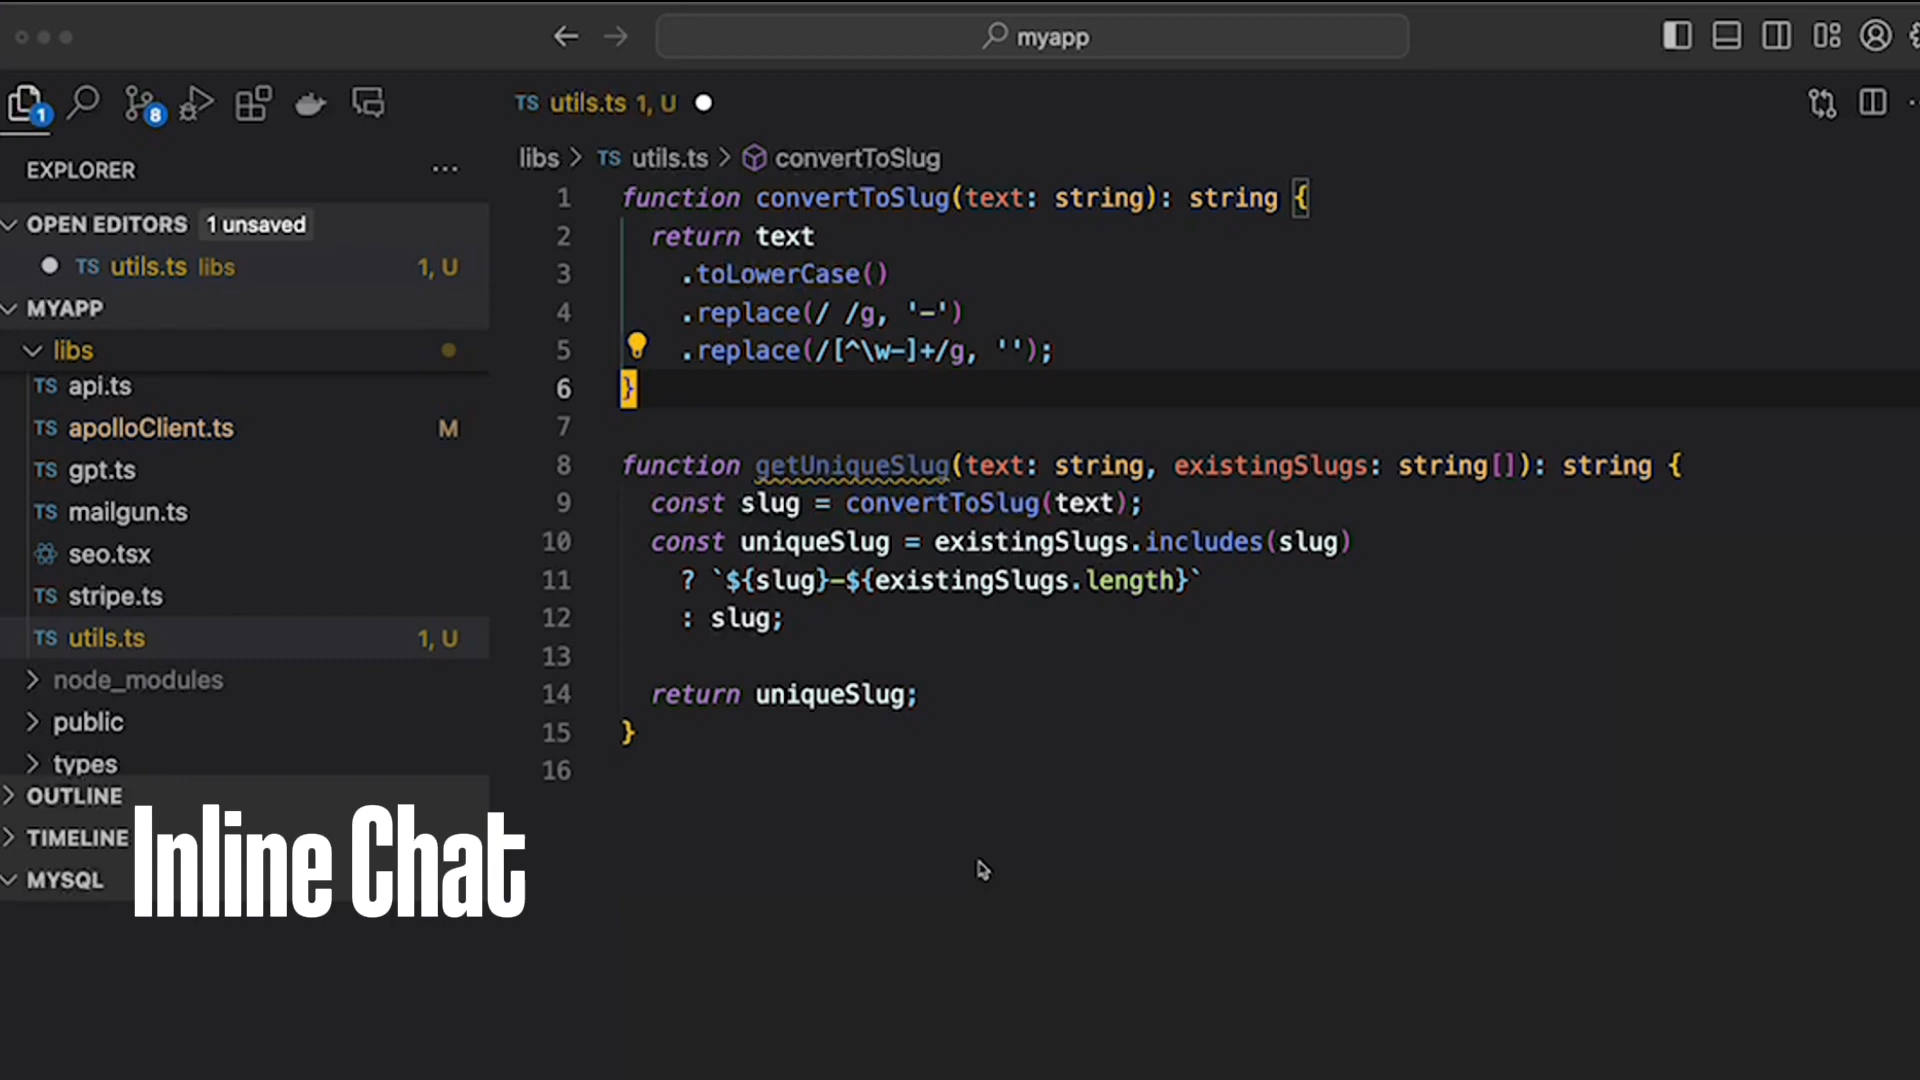 myapp
1
8
TS utils.ts 1, U
EXPLORER
libs > TS utils.ts > convertToSlug
OPEN EDITORS 1 unsaved
TS utils.ts libs 1, U
MYAPP
libs
TS api.ts
TS apolloClient.ts M
TS gpt.ts
TS mailgun.ts
seo.tsx
TS stripe.ts
TS utils.ts 1, U
node_modules
public
types
OUTLINE
TIMELINE
MYSQL
1 function convertToSlug(text: string): string {
2 return text
3 .toLowerCase()
4 .replace(/ /g, '-')
5 .replace(/[^\w-]+/g, '');
6 }
7
8 function getUniqueSlug(text: string, existingSlugs: string[]): string {
9 const slug = convertToSlug(text);
10 const uniqueSlug = existingSlugs.includes(slug)
11 ? `${slug}-${existingSlugs.length}`
12 : slug;
13
14 return uniqueSlug;
15 }
16
Inline Chat